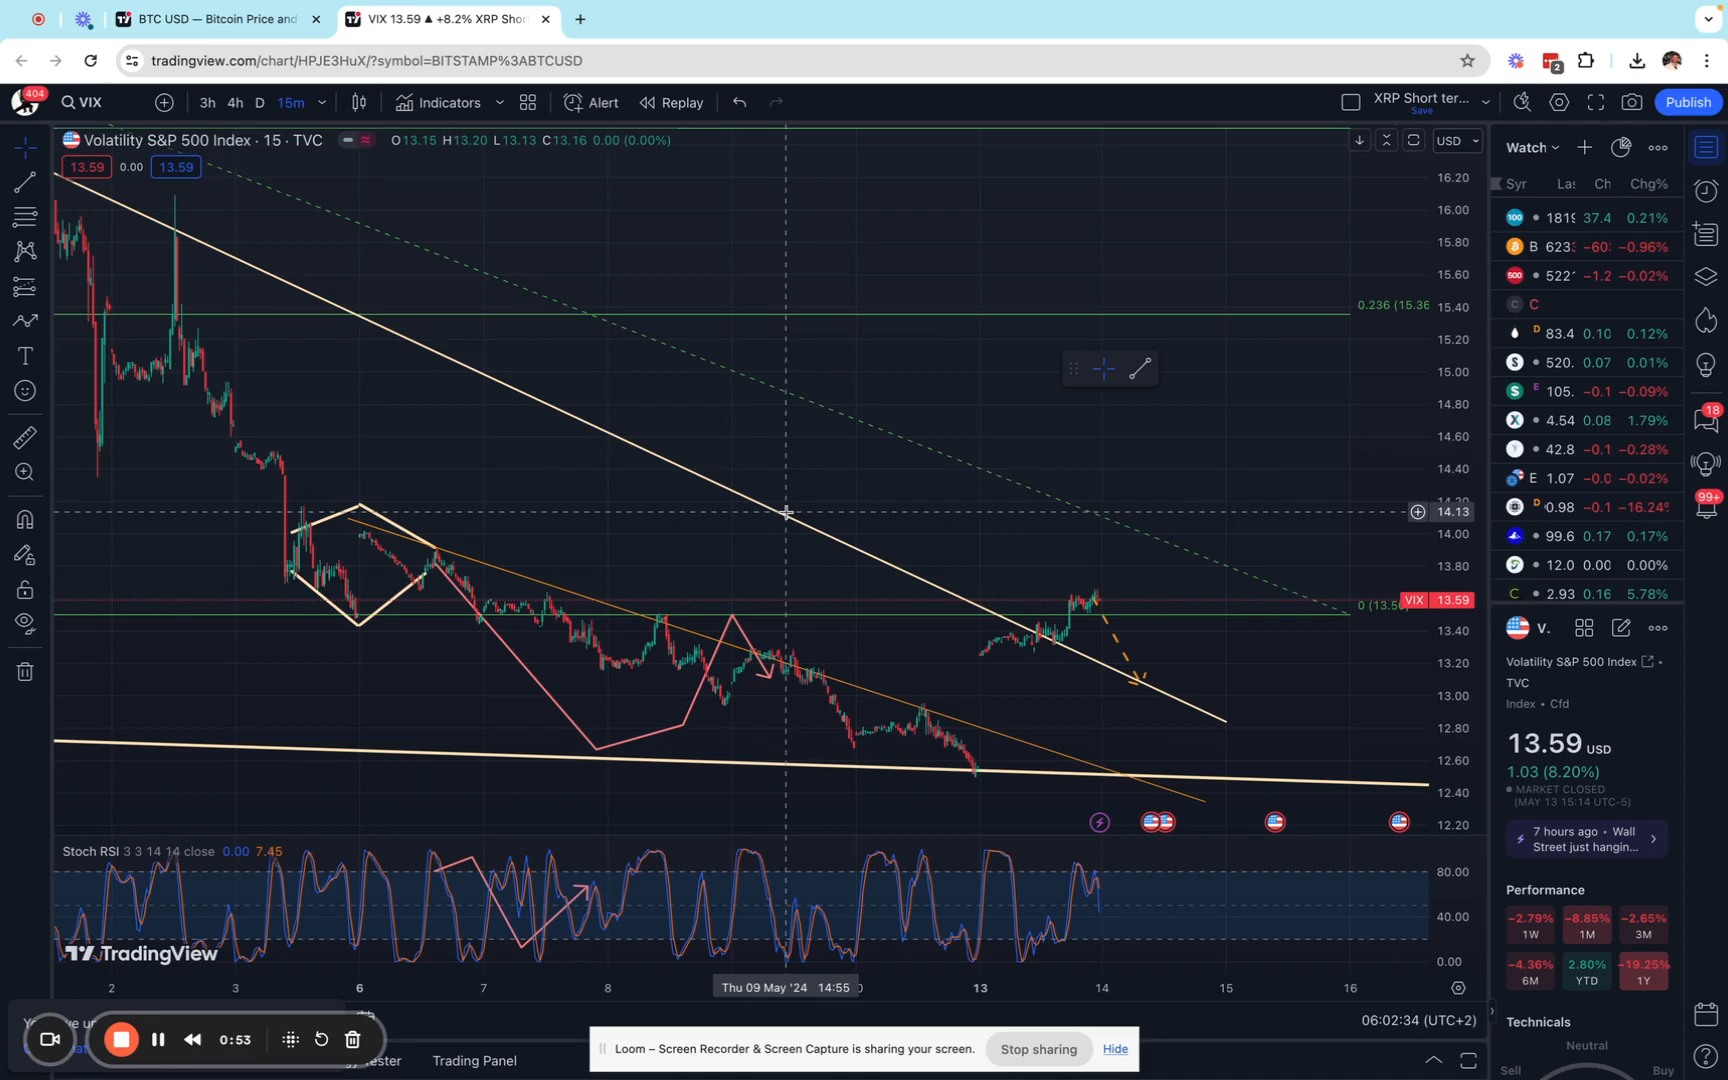 BTC USD — Bitcoin Price and
VIX 13.59 ▲ +8.2% XRP Shor
tradingview.com/chart/HPJE3HuX/?symbol=BITSTAMP%3ABTCUSD
2
404
VIX
3h 4h D 15m
Indicators
Alert
Replay
XRP Short ter...
Save
Publish
Volatility S&P 500 Index · 15 · TVC
O13.15 H13.20 L13.13 C13.16 0.00 (0.00%)
13.59 0.00 13.59
USD
16.20
16.00
15.80
15.60
0.236 (15.36
15.40
15.20
15.00
14.80
14.60
14.40
14.20
14.13
14.00
13.80
0 (13.50
VIX 13.59
13.40
13.20
13.00
12.80
12.60
12.40
12.20
Stoch RSI 3 3 14 14 close 0.00 7.45
80.00
40.00
0.00
TradingView
2 3 6 7 8 13 14 15 16
Thu 09 May '24 14:55
06:02:34 (UTC+2)
0:53
Trading Panel
Loom – Screen Recorder & Screen Capture is sharing your screen.
Stop sharing
Hide
Watch
Chg%
1819 37.4 0.21%
B 623 −60 −0.96%
500 522 −1.2 −0.02%
C C
D 83.4 0.10 0.12%
520. 0.07 0.01%
E 105. −0.1 −0.09%
4.54 0.08 1.79%
42.8 −0.1 −0.28%
E 1.07 −0.0 −0.02%
D 0.98 −0.1 −16.24%
99.6 0.17 0.17%
12.0 0.00 0.00%
C 2.93 0.16 5.78%
18
99+
V.
Volatility S&P 500 Index
TVC
Index • Cfd
13.59 USD
1.03 (8.20%)
MARKET CLOSED
(MAY 13 15:14 UTC-5)
7 hours ago • Wall
Street just hangin...
Performance
−2.79% −8.85% −2.65%
1W 1M 3M
−4.36% 2.80% −19.25%
6M YTD 1Y
Technicals
Neutral
Sell Buy